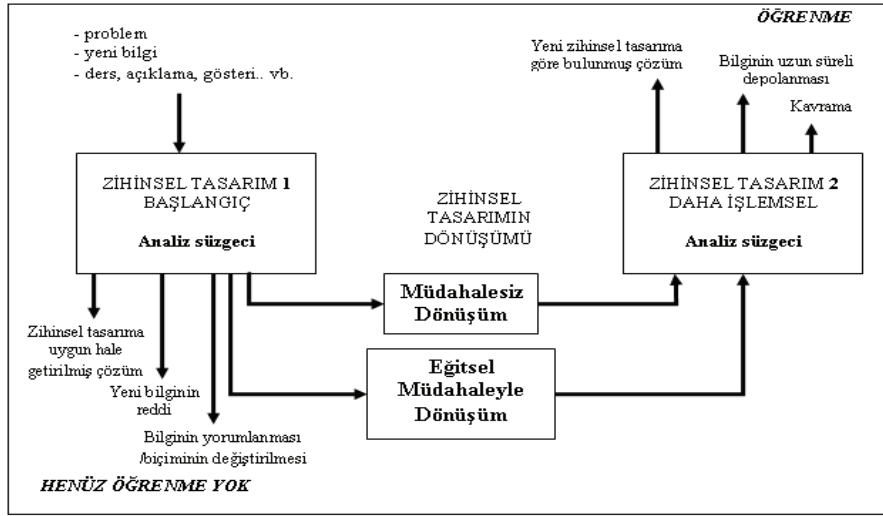 ÖĞRENME
- problem
- yeni bilgi
- ders, açıklama, gösteri.. vb.
Yeni zihinsel tasarıma
göre bulunmuş çözüm
Bilginin uzun süreli
depolanması
Kavrama
ZİHİNSEL TASARIM 1
BAŞLANGIÇ
Analiz süzgeci
ZİHİNSEL
TASARIMIN
DÖNÜŞÜMÜ
ZİHİNSEL TASARIM 2
DAHA İŞLEMSEL
Analiz süzgeci
Müdahalesiz
Dönüşüm
Eğitsel
Müdahaleyle
Dönüşüm
Zihinsel tasarıma
uygun hale
getirilmiş çözüm
Yeni bilginin
reddi
Bilginin yorumlanması
/biçiminin değiştirilmesi
HENÜZ ÖĞRENME YOK